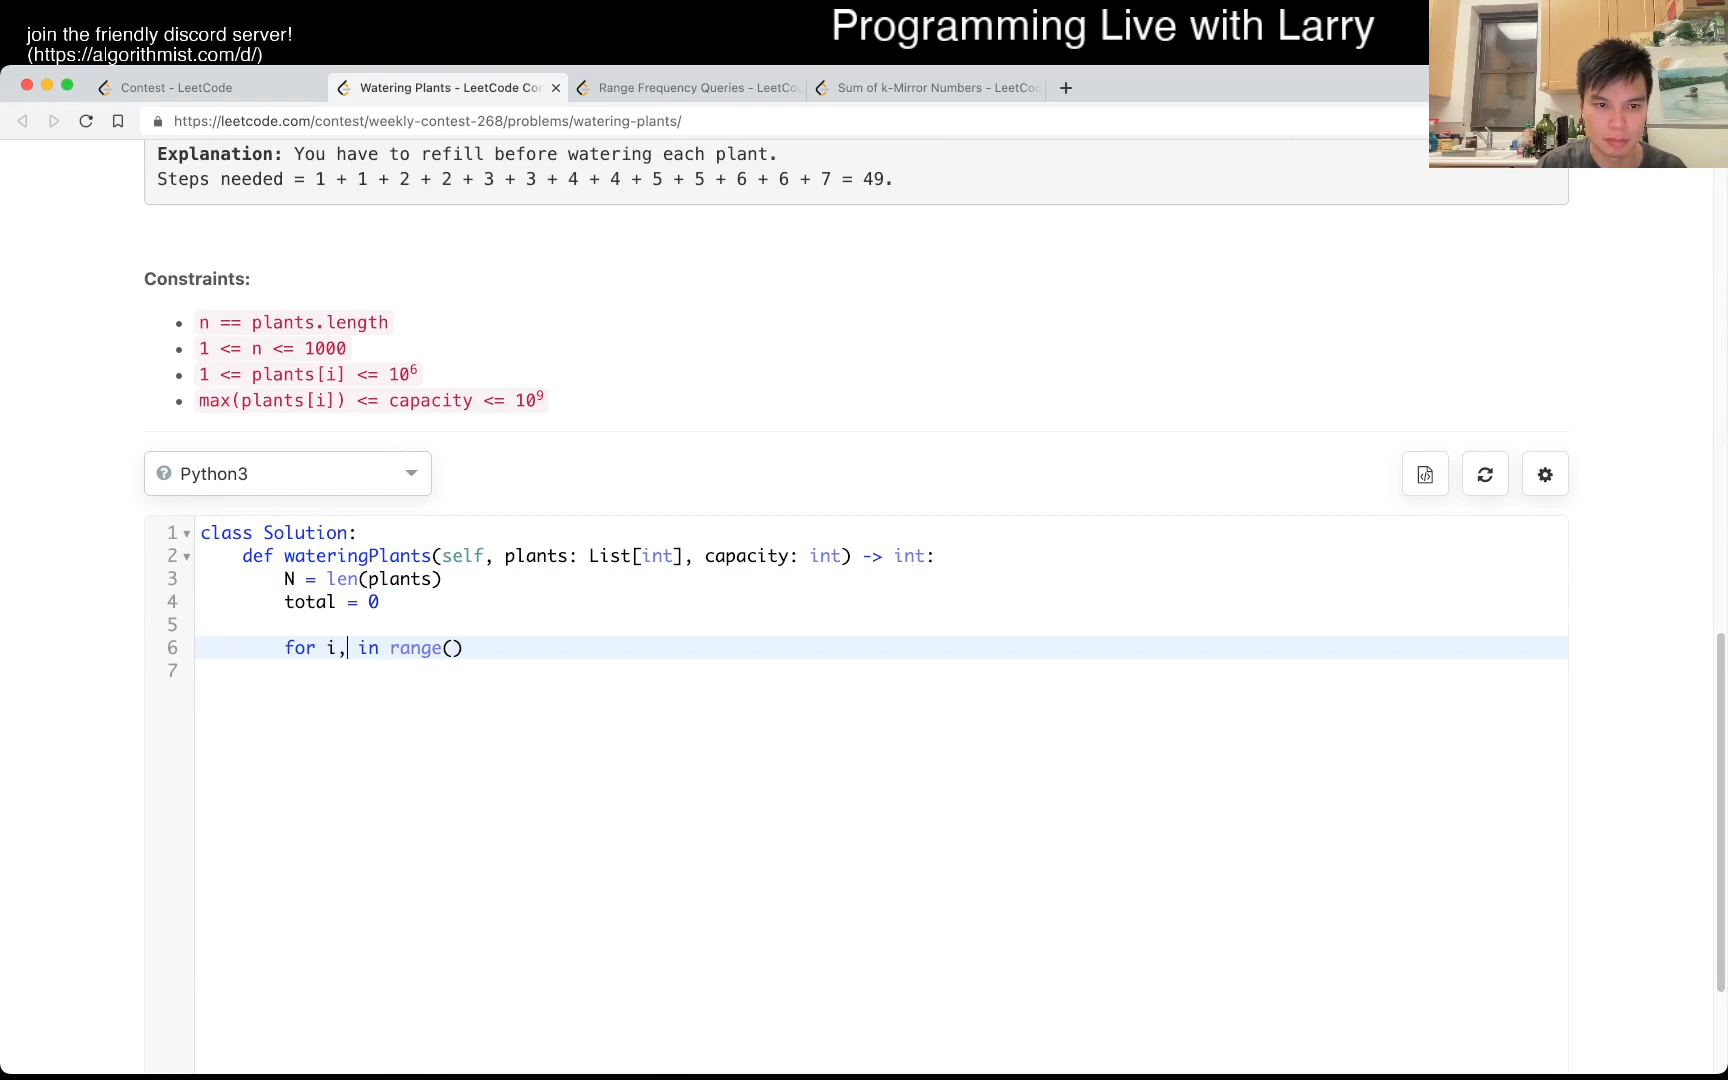 join the friendly discord server!
(https://algorithmist.com/d/)
Programming Live with Larry
Contest - LeetCode
Watering Plants - LeetCode Cor
Range Frequency Queries - LeetCo
Sum of k-Mirror Numbers - LeetCo
https://leetcode.com/contest/weekly-contest-268/problems/watering-plants/
Explanation: You have to refill before watering each plant.
Steps needed = 1 + 1 + 2 + 2 + 3 + 3 + 4 + 4 + 5 + 5 + 6 + 6 + 7 = 49.
Constraints:
n == plants.length
1 <= n <= 1000
1 <= plants[i] <= 10^6
max(plants[i]) <= capacity <= 10^9
Python3
1 class Solution:
2 def wateringPlants(self, plants: List[int], capacity: int) -> int:
3 N = len(plants)
4 total = 0
5
6 for i, in range()
7